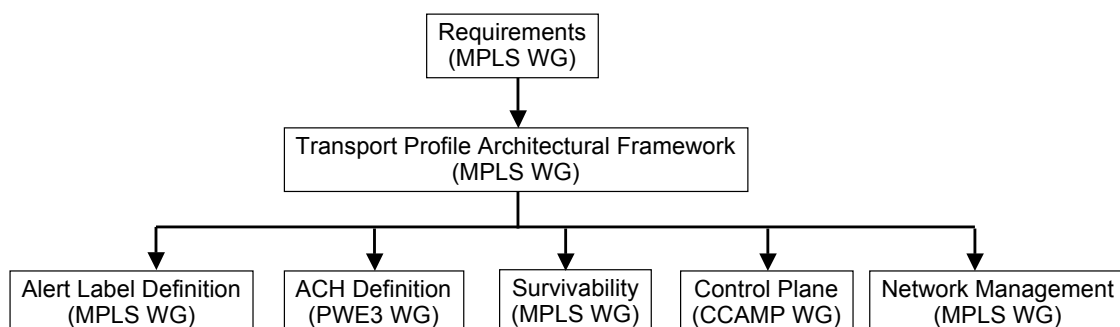 Requirements
(MPLS WG)
Transport Profile Architectural Framework
(MPLS WG)
Alert Label Definition
(MPLS WG)
ACH Definition
(PWE3 WG)
Survivability
(MPLS WG)
Control Plane
(CCAMP WG)
Network Management
(MPLS WG)